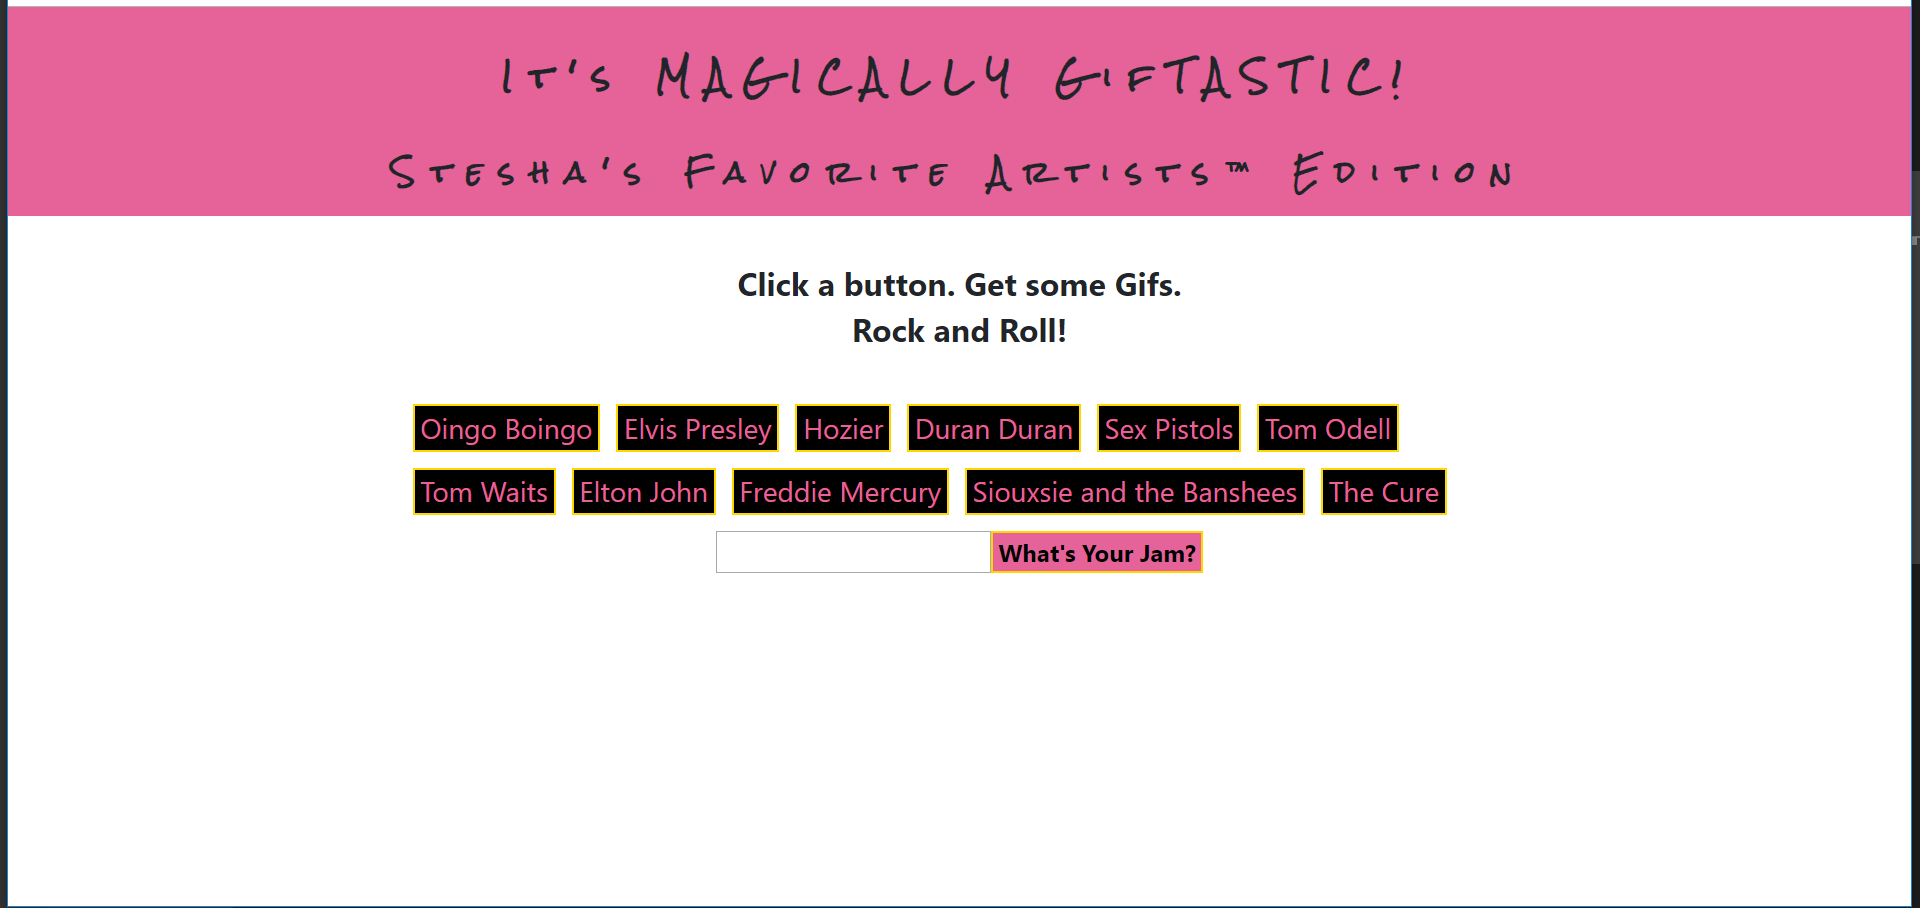 It's MAGICALLY GifTASTIC!
Stesha's Favorite Artists™ Edition
Click a button. Get some Gifs.
Rock and Roll!
Oingo Boingo Elvis Presley Hozier Duran Duran Sex Pistols Tom Odell
Tom Waits Elton John Freddie Mercury Siouxsie and the Banshees The Cure
What's Your Jam?